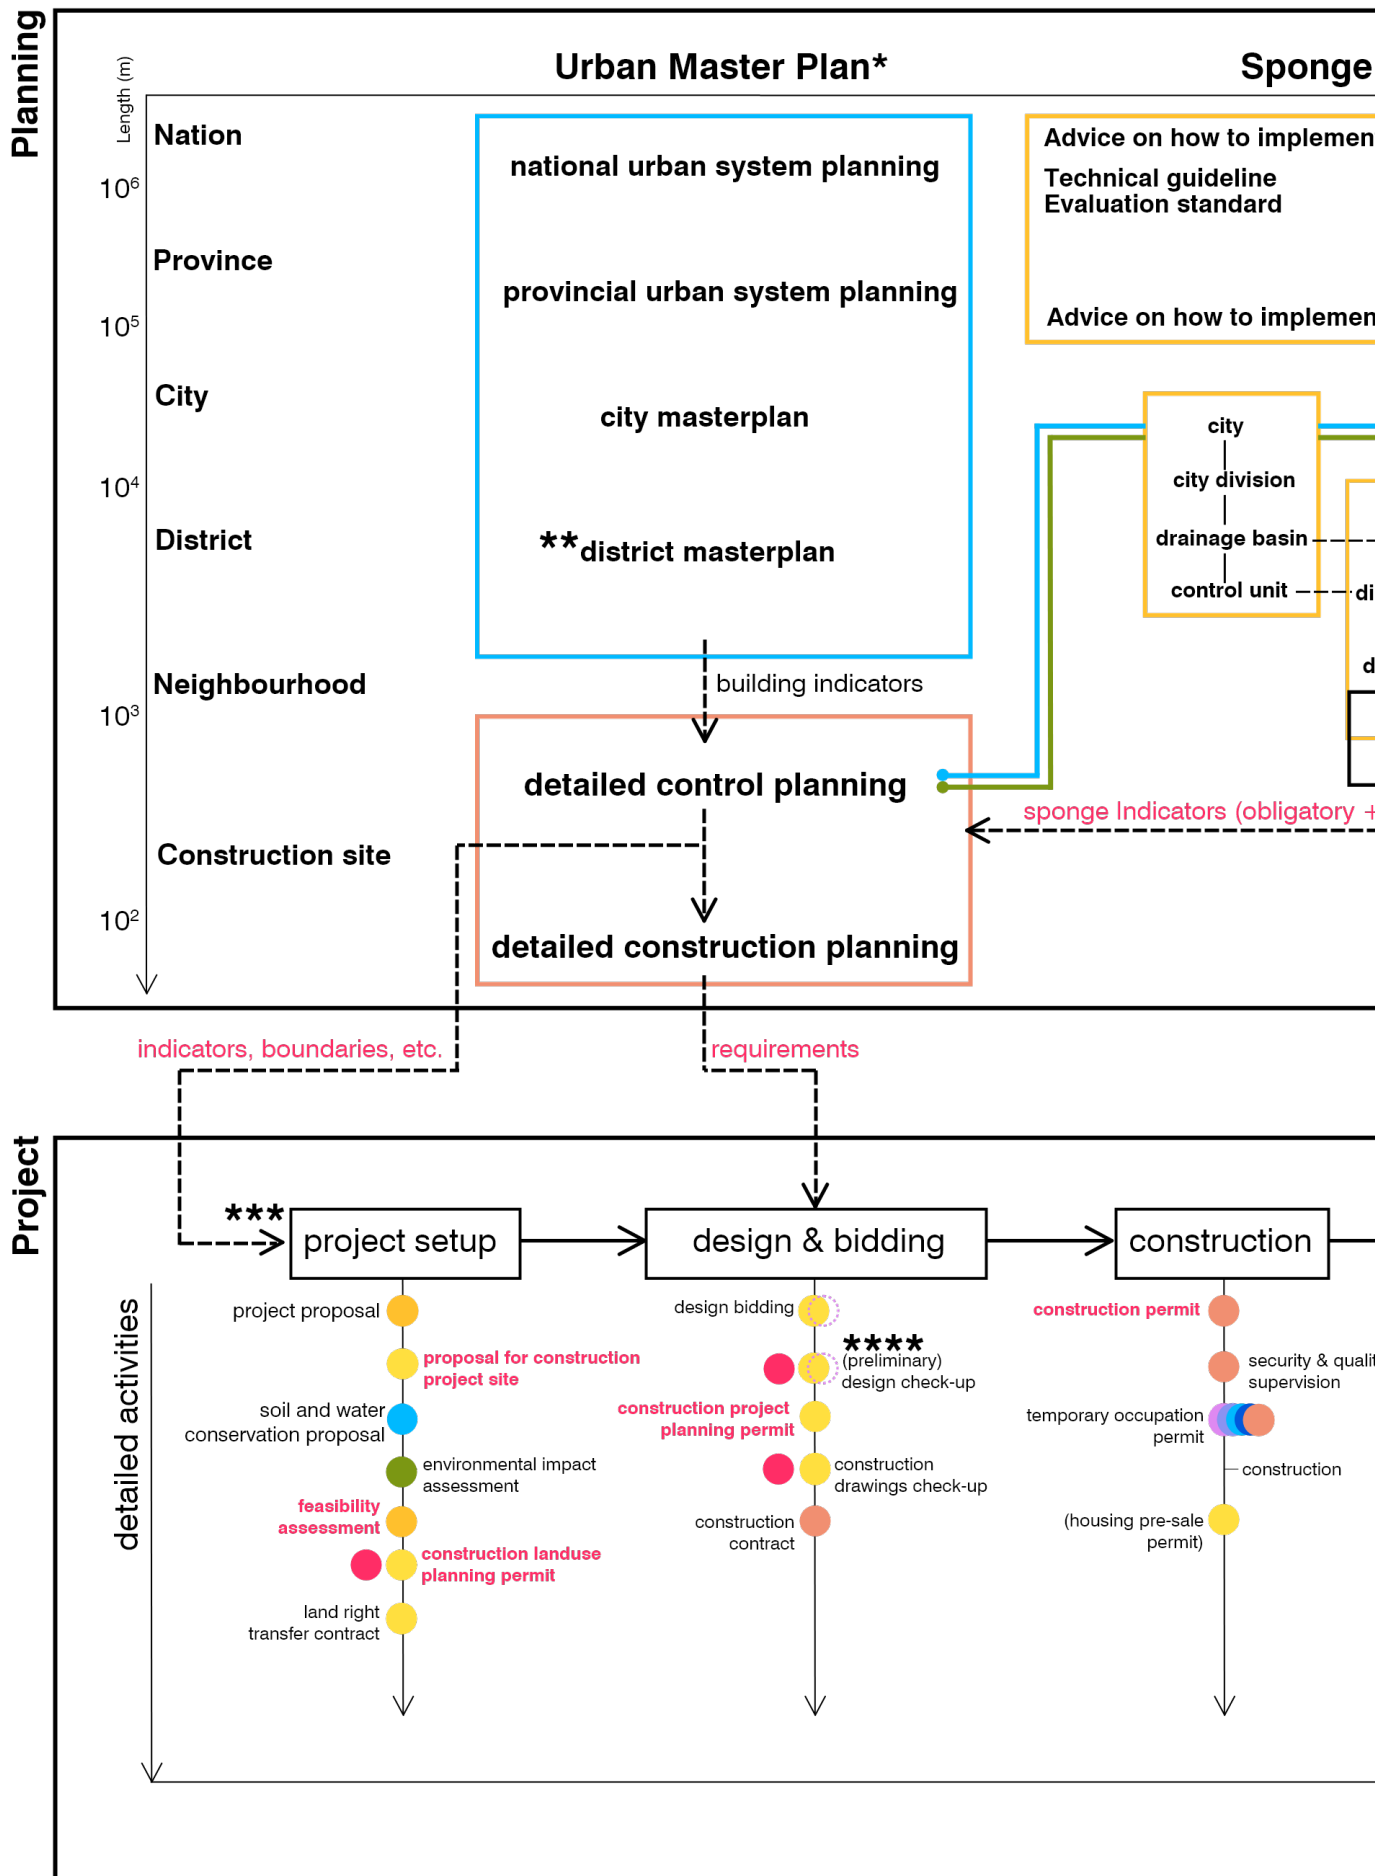 Planning
Length (m)
Urban Master Plan*
Sponge
Nation
10⁶
Province
10⁵
City
10⁴
District
Neighbourhood
10³
Construction site
10²
national urban system planning
provincial urban system planning
city masterplan
**district masterplan
building indicators
detailed control planning
detailed construction planning
Advice on how to implemen
Technical guideline
Evaluation standard
Advice on how to implemen
city
city division
drainage basin
control unit
di
d
sponge Indicators (obligatory +
indicators, boundaries, etc.
requirements
Project
***
project setup
design & bidding
construction
detailed activities
project proposal
proposal for construction
project site
soil and water
conservation proposal
environmental impact
assessment
feasibility
assessment
construction landuse
planning permit
land right
transfer contract
design bidding
****
(preliminary)
design check-up
construction project
planning permit
construction
drawings check-up
construction
contract
construction permit
security & qualit
supervision
temporary occupation
permit
construction
(housing pre-sale
permit)